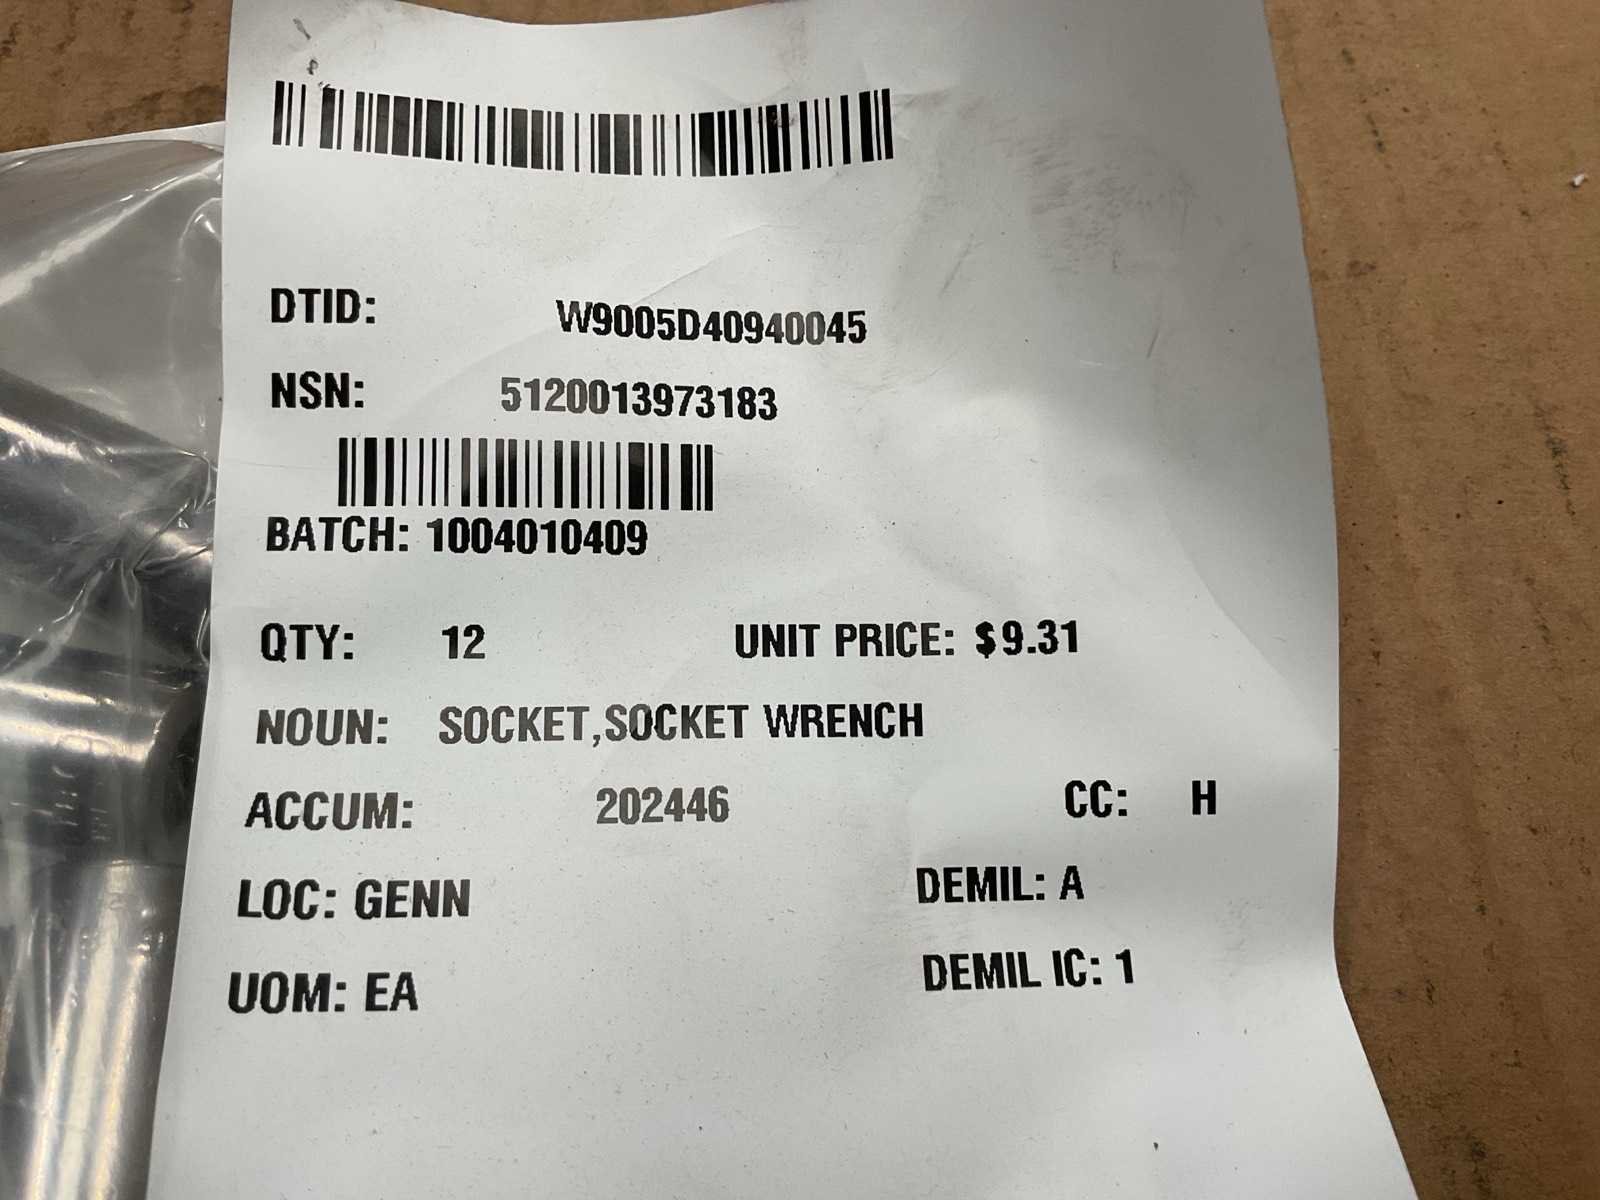 DTID: W9005D40940045
NSN: 5120013973183
BATCH: 1004010409
QTY: 12 UNIT PRICE: $9.31
NOUN: SOCKET,SOCKET WRENCH
ACCUM: 202446 CC: H
LOC: GENN DEMIL: A
UOM: EA DEMIL IC: 1